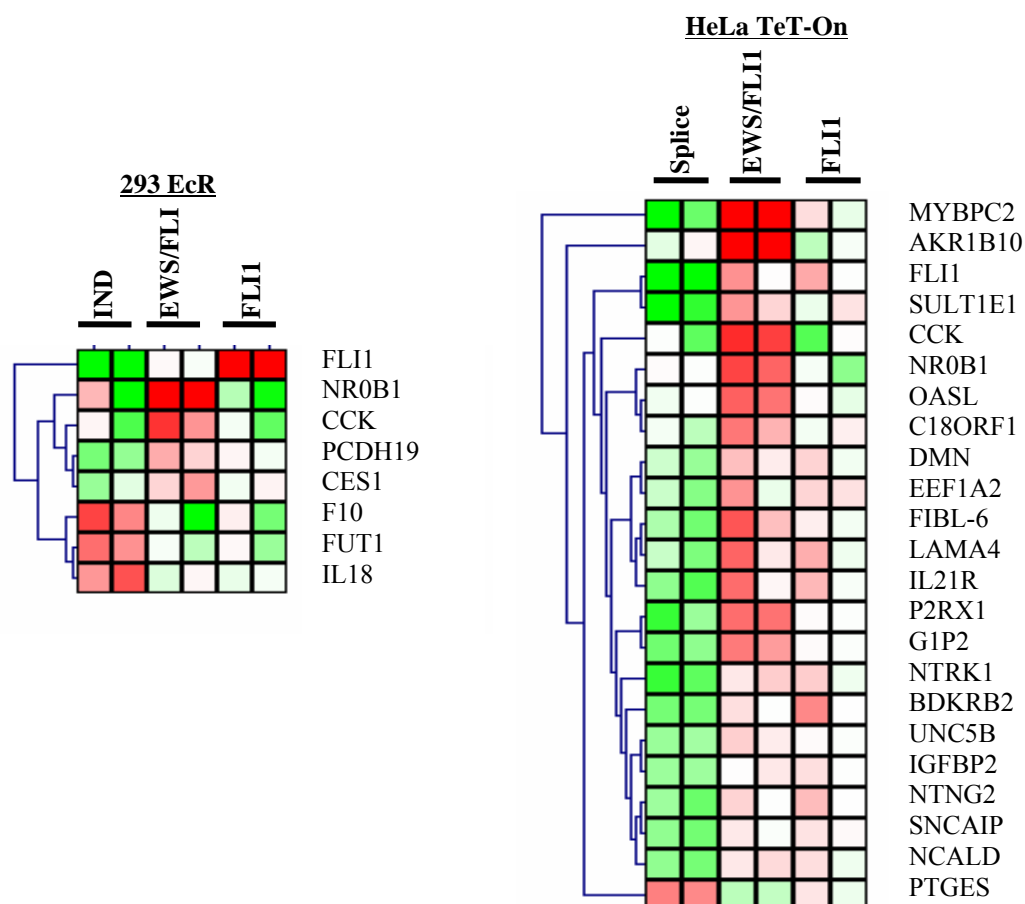 293 EcR
IND
EWS/FLI
FLI1
FLI1
NR0B1
CCK
PCDH19
CES1
F10
FUT1
IL18
HeLa TeT-On
Splice
EWS/FLI1
FLI1
MYBPC2
AKR1B10
FLI1
SULT1E1
CCK
NR0B1
OASL
C18ORF1
DMN
EEF1A2
FIBL-6
LAMA4
IL21R
P2RX1
G1P2
NTRK1
BDKRB2
UNC5B
IGFBP2
NTNG2
SNCAIP
NCALD
PTGES